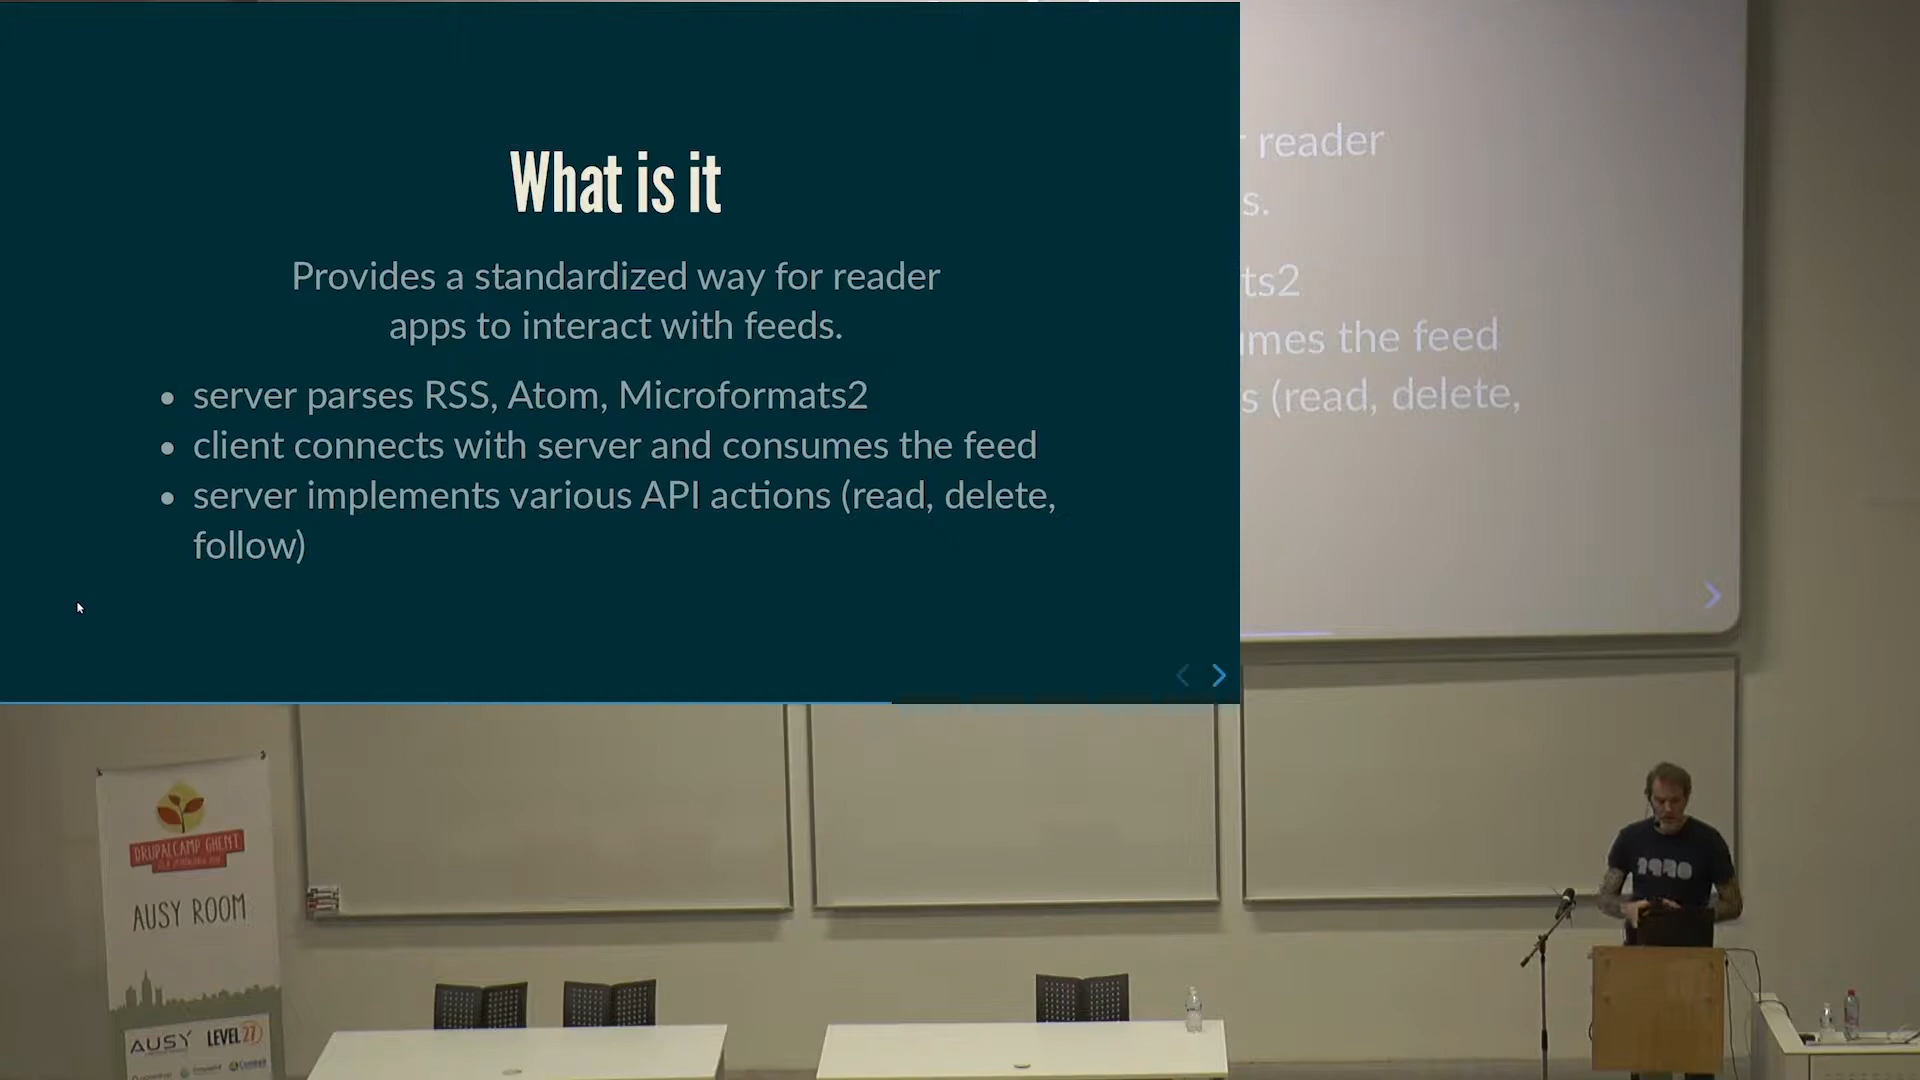 What is it
Provides a standardized way for reader
apps to interact with feeds.
server parses RSS, Atom, Microformats2
client connects with server and consumes the feed
server implements various API actions (read, delete,
follow)
reader
s.
ts2
mes the feed
s (read, delete,
DRUPALCAMP GHENT
AUSY ROOM
AUSY
LEVEL27